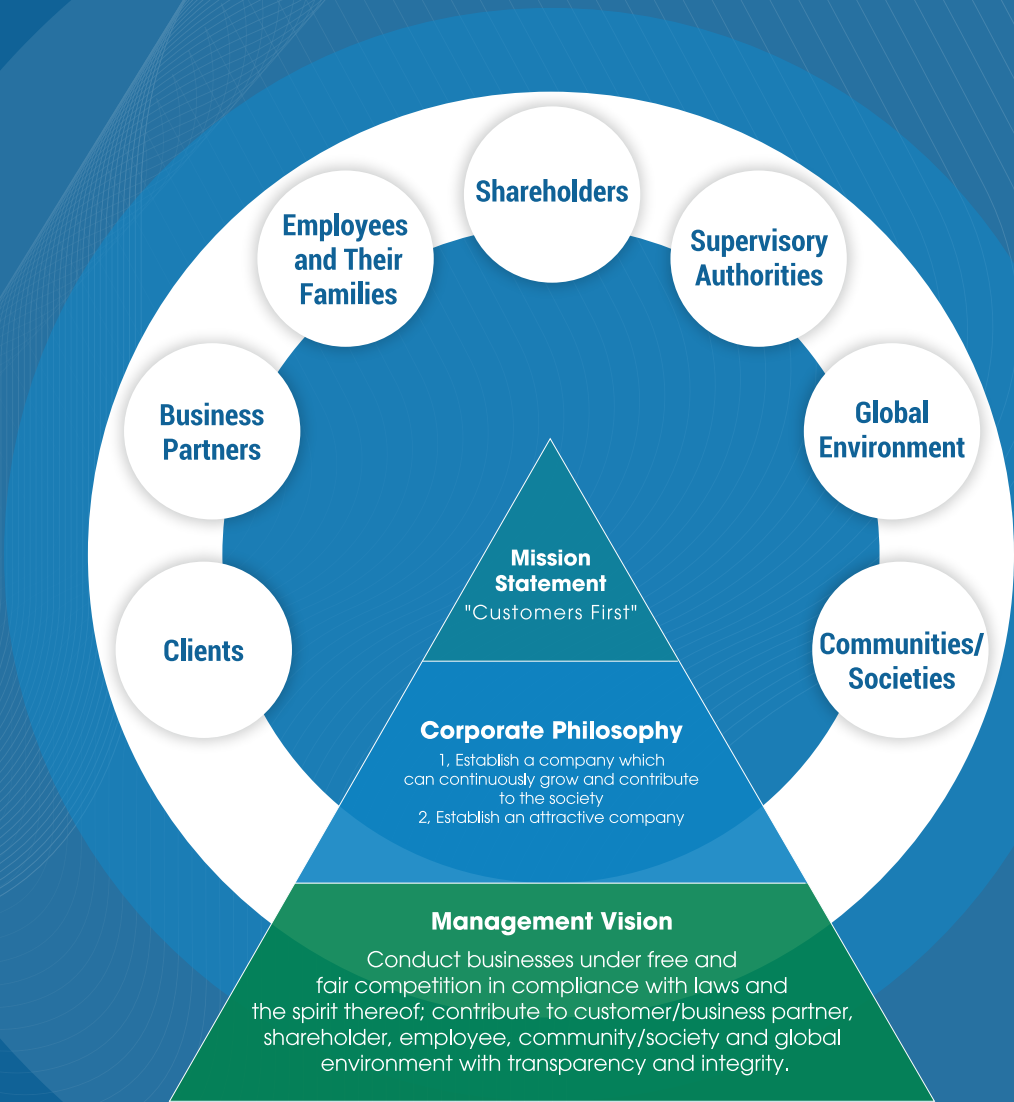 Shareholders
Employees
and Their
Families
Supervisory
Authorities
Business
Partners
Global
Environment
Clients
Communities/
Societies
Mission
Statement
"Customers First"
Corporate Philosophy
1, Establish a company which
can continuously grow and contribute
to the society
2, Establish an attractive company
Management Vision
Conduct businesses under free and
fair competition in compliance with laws and
the spirit thereof; contribute to customer/business partner,
shareholder, employee, community/society and global
environment with transparency and integrity.